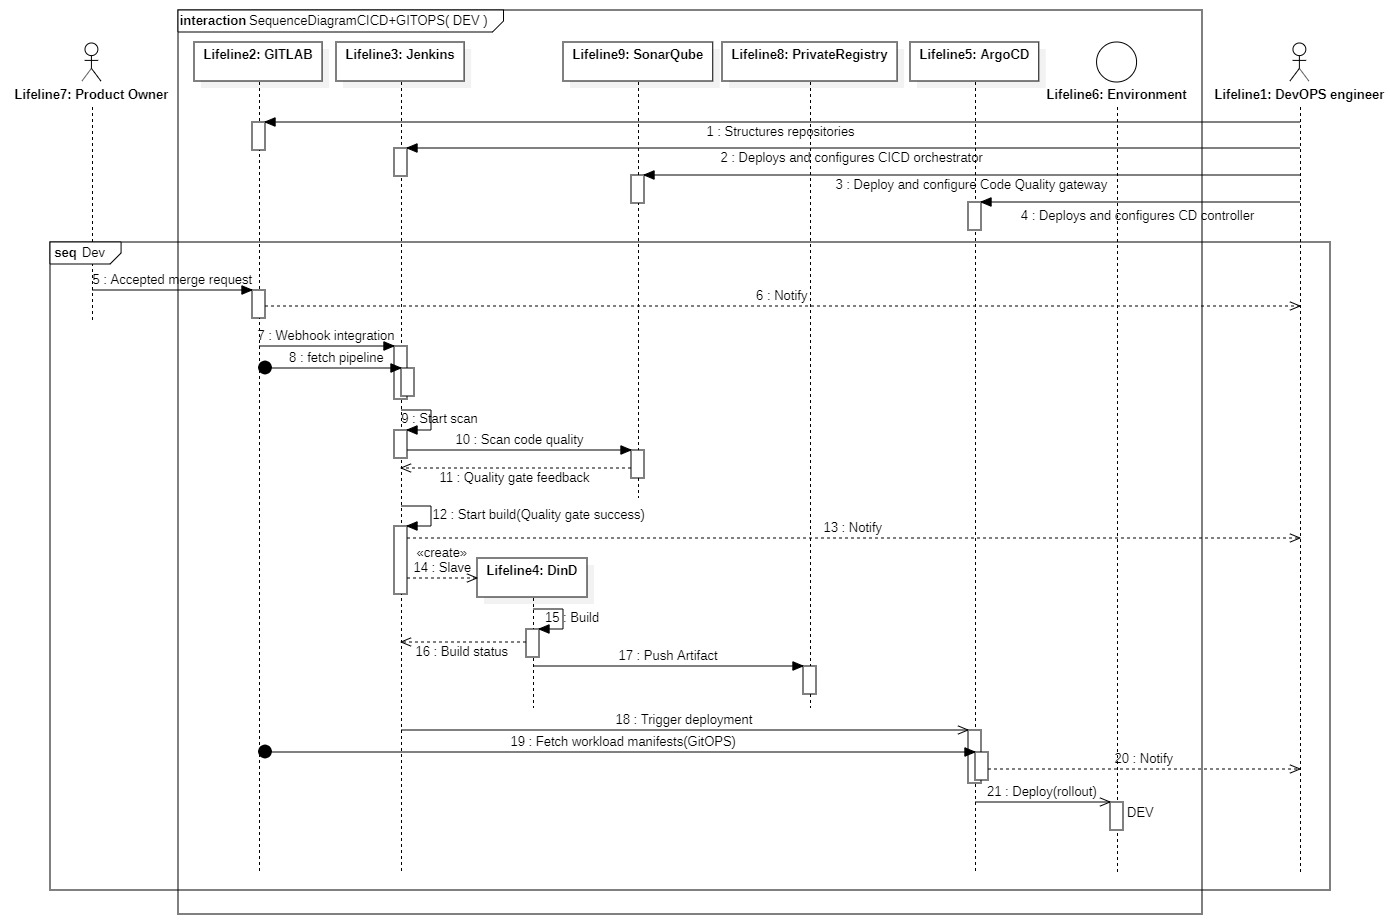 interaction SequenceDiagramCICD+GITOPS( DEV )
Lifeline7: Product Owner
Lifeline2: GITLAB
Lifeline3: Jenkins
Lifeline9: SonarQube
Lifeline8: PrivateRegistry
Lifeline5: ArgoCD
Lifeline6: Environment
Lifeline1: DevOPS engineer
1 : Structures repositories
2 : Deploys and configures CICD orchestrator
3 : Deploy and configure Code Quality gateway
4 : Deploys and configures CD controller
seq Dev
5 : Accepted merge request
6 : Notify
7 : Webhook integration
8 : fetch pipeline
9 : Start scan
10 : Scan code quality
11 : Quality gate feedback
12 : Start build(Quality gate success)
13 : Notify
«create»
14 : Slave
Lifeline4: DinD
15 : Build
16 : Build status
17 : Push Artifact
18 : Trigger deployment
19 : Fetch workload manifests(GitOPS)
20 : Notify
21 : Deploy(rollout)
DEV